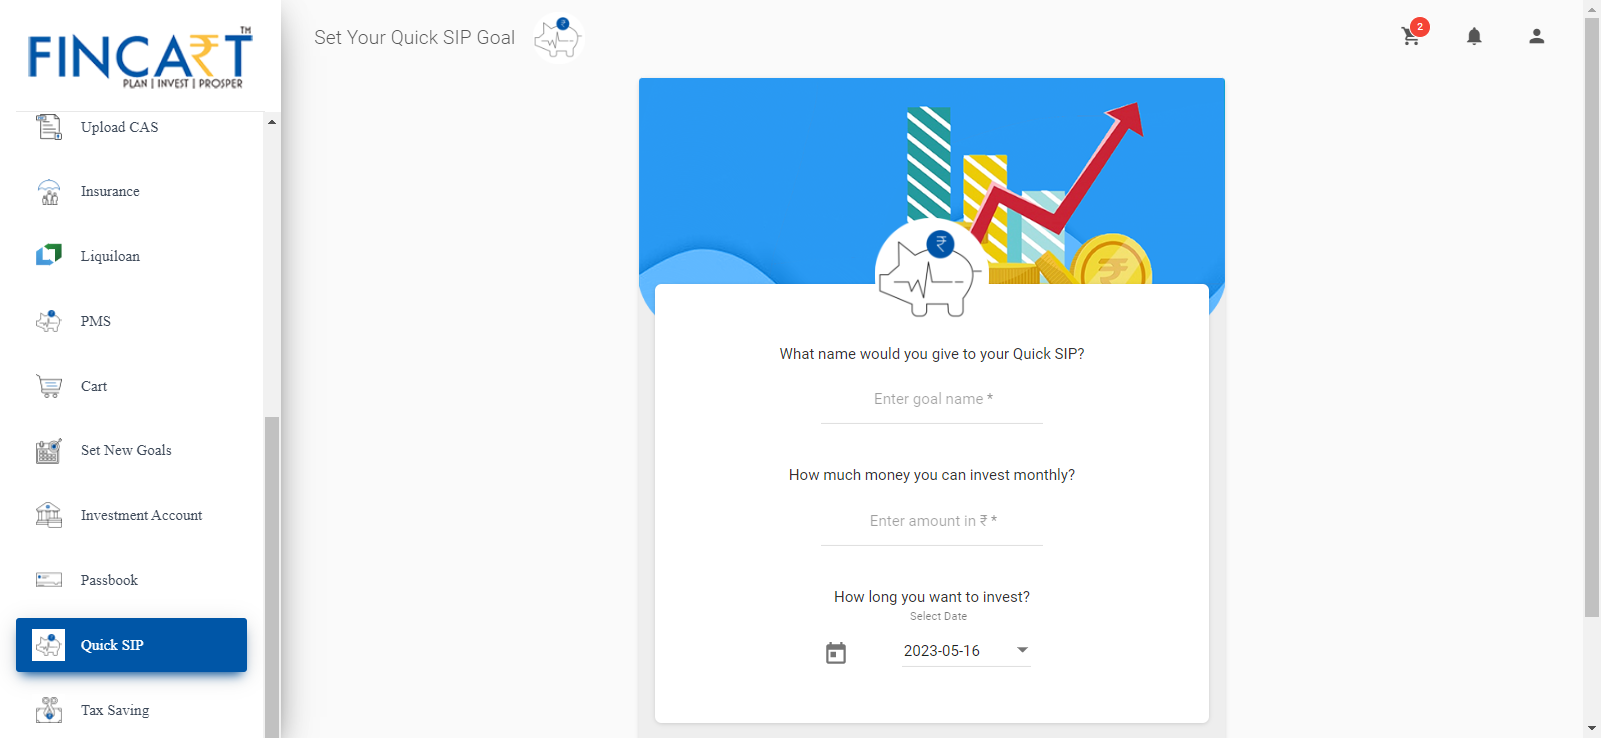 FINCART™
PLAN | INVEST | PROSPER
Upload CAS
Insurance
Liquiloan
PMS
Cart
Set New Goals
Investment Account
Passbook
Quick SIP
Tax Saving
Set Your Quick SIP Goal
2
What name would you give to your Quick SIP?
Enter goal name *
How much money you can invest monthly?
Enter amount in ₹ *
How long you want to invest?
Select Date
2023-05-16